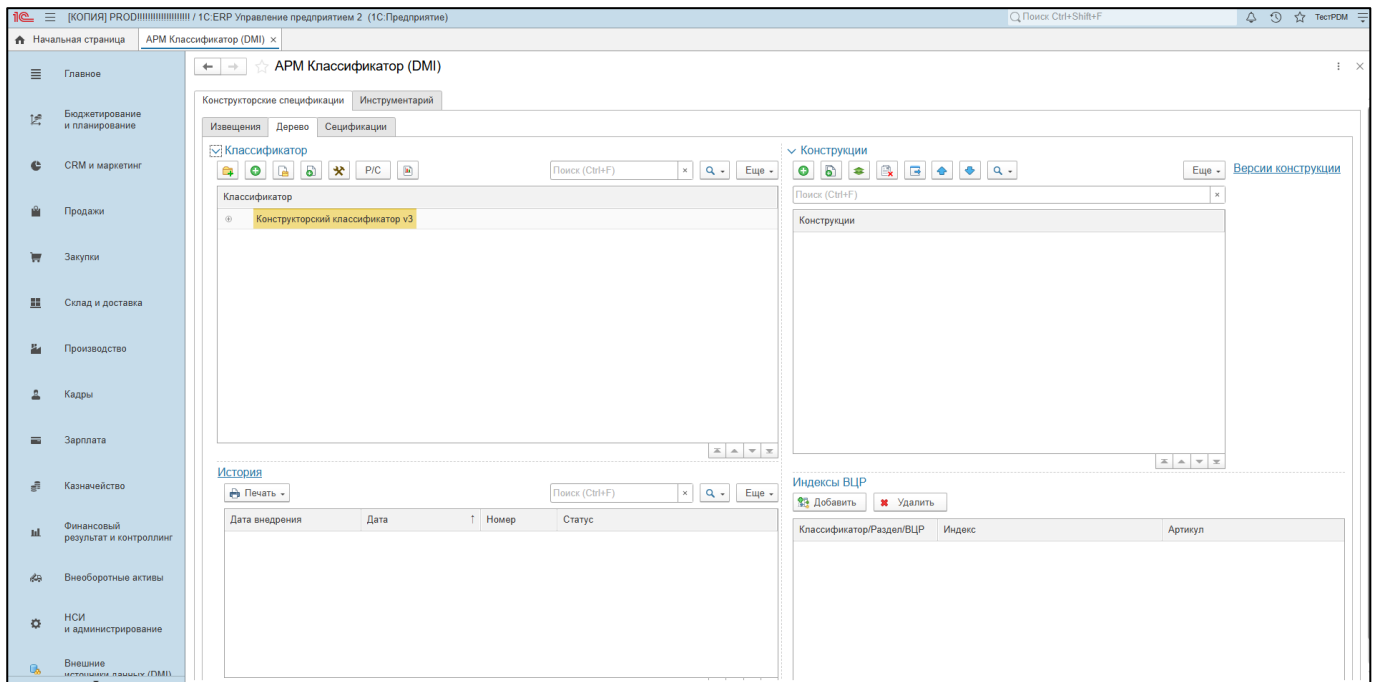 [КОПИЯ] PROD!!!!!!!!!!!!!!!!!!! / 1С:ERP Управление предприятием 2 (1С:Предприятие)
Поиск Ctrl+Shift+F
ТестPDM
Начальная страница
АРМ Классификатор (DMI) ×
Главное
Бюджетирование
и планирование
CRM и маркетинг
Продажи
Закупки
Склад и доставка
Производство
Кадры
Зарплата
Казначейство
Финансовый
результат и контроллинг
Внеоборотные активы
НСИ
и администрирование
Внешние
источники данных (DMI)
АРМ Классификатор (DMI)
Конструкторские спецификации
Инструментарий
Извещения
Дерево
Сецификации
Классификатор
Р/С
Поиск (Ctrl+F)
×
Еще
Классификатор
Конструкторский классификатор v3
История
Печать
Поиск (Ctrl+F)
×
Еще
Дата внедрения
Дата
Номер
Статус
Конструкции
Еще
Версии конструкции
Поиск (Ctrl+F)
×
Конструкции
Индексы ВЦР
Добавить
Удалить
Классификатор/Раздел/ВЦР
Индекс
Артикул